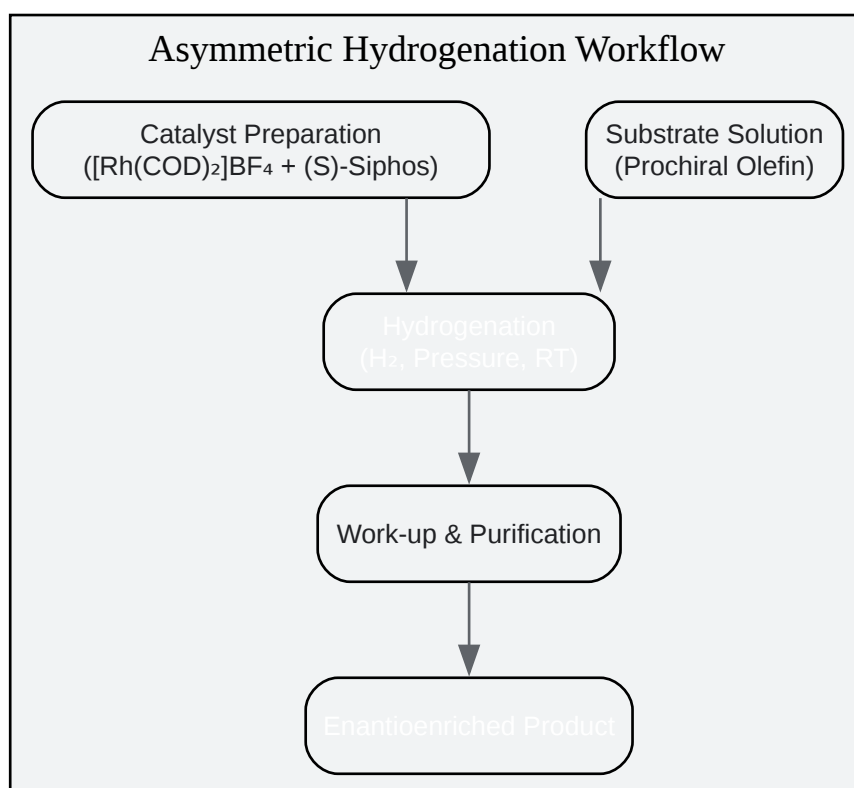 Asymmetric Hydrogenation Workflow
Catalyst Preparation
([Rh(COD)₂]BF₄ + (S)-Siphos)
Substrate Solution
(Prochiral Olefin)
Hydrogenation
(H₂, Pressure, RT)
Work-up & Purification
Enantioenriched Product